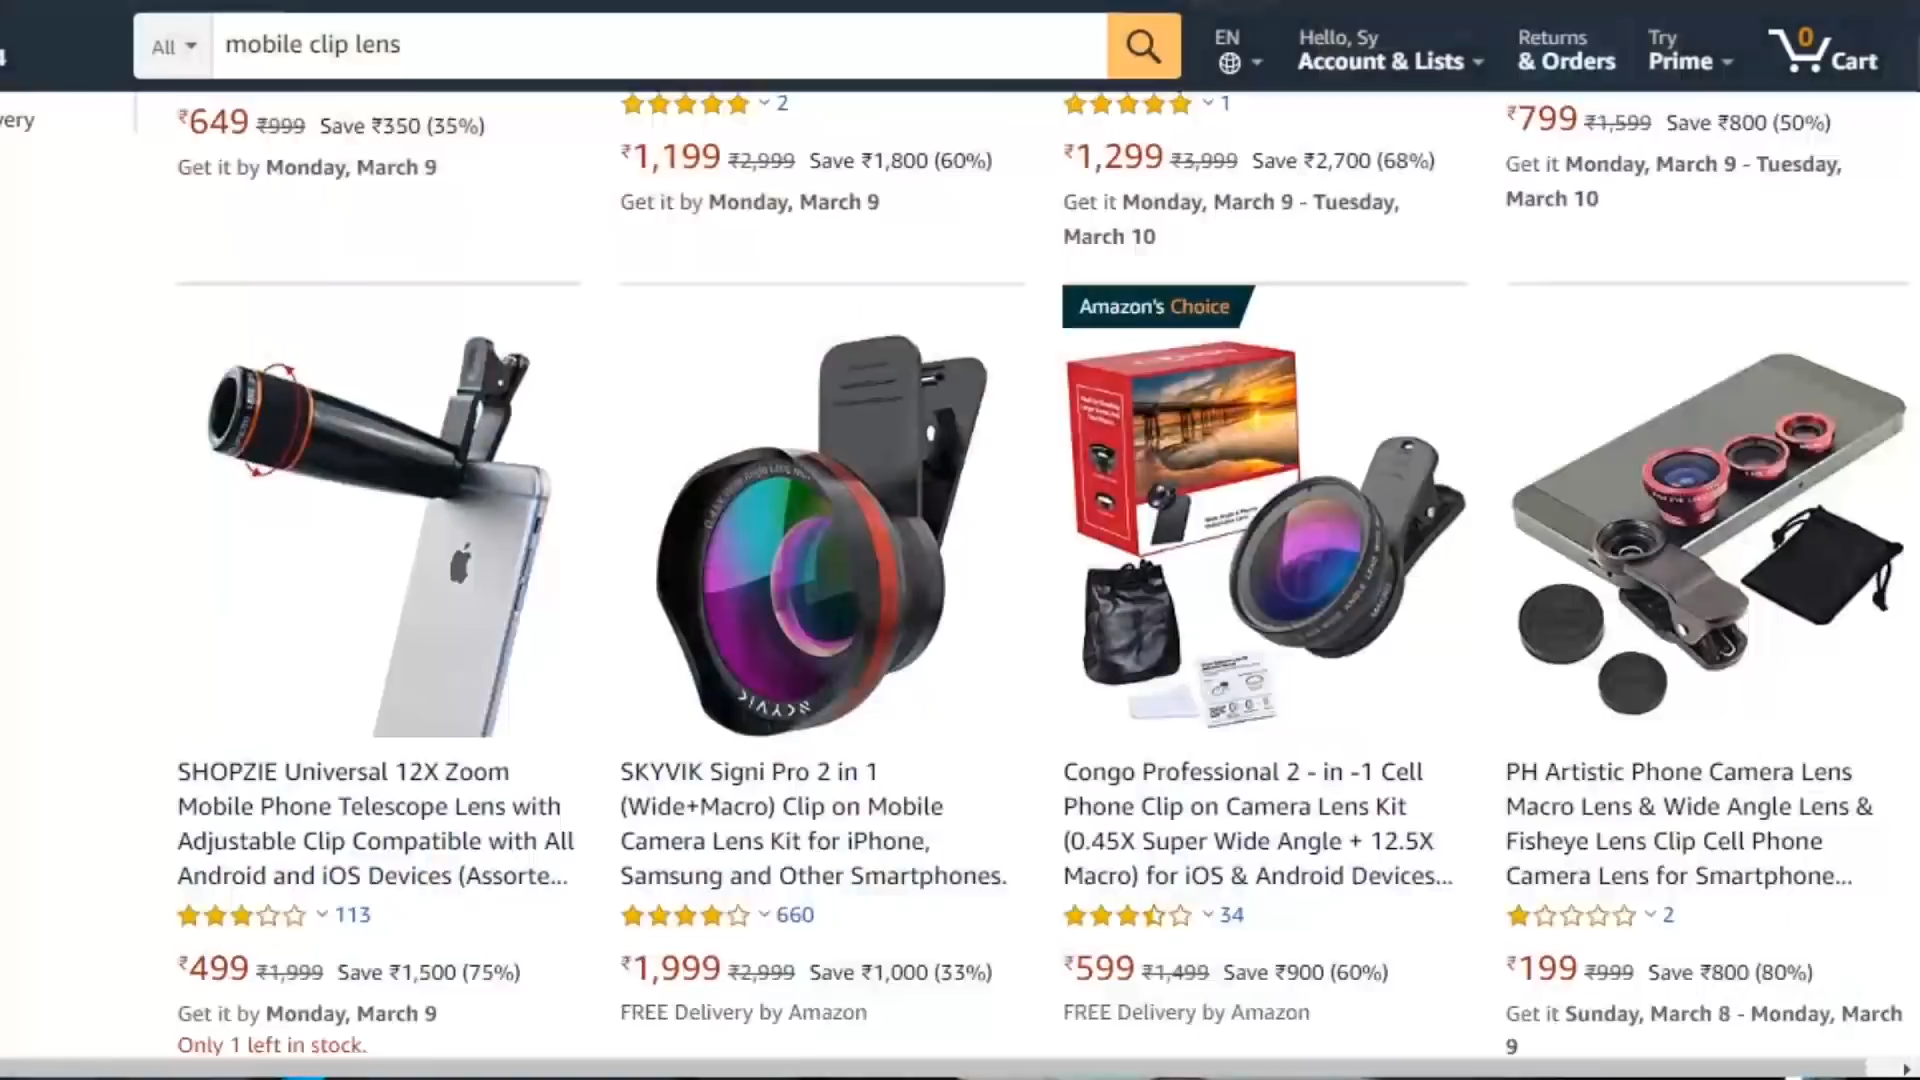 All
mobile clip lens
EN
Hello, Sy
Account & Lists
Returns
& Orders
Try
Prime
0
Cart
very
₹649 ₹999 Save ₹350 (35%)
Get it by Monday, March 9
2
₹1,199 ₹2,999 Save ₹1,800 (60%)
Get it by Monday, March 9
1
₹1,299 ₹3,999 Save ₹2,700 (68%)
Get it Monday, March 9 - Tuesday,
March 10
₹799 ₹1,599 Save ₹800 (50%)
Get it Monday, March 9 - Tuesday,
March 10
Amazon's Choice
SKYVIK
SHOPZIE Universal 12X Zoom
Mobile Phone Telescope Lens with
Adjustable Clip Compatible with All
Android and iOS Devices (Assorte...
113
₹499 ₹1,999 Save ₹1,500 (75%)
Get it by Monday, March 9
Only 1 left in stock.
SKYVIK Signi Pro 2 in 1
(Wide+Macro) Clip on Mobile
Camera Lens Kit for iPhone,
Samsung and Other Smartphones.
660
₹1,999 ₹2,999 Save ₹1,000 (33%)
FREE Delivery by Amazon
Congo Professional 2 - in -1 Cell
Phone Clip on Camera Lens Kit
(0.45X Super Wide Angle + 12.5X
Macro) for iOS & Android Devices...
34
₹599 ₹1,499 Save ₹900 (60%)
FREE Delivery by Amazon
PH Artistic Phone Camera Lens
Macro Lens & Wide Angle Lens &
Fisheye Lens Clip Cell Phone
Camera Lens for Smartphone...
2
₹199 ₹999 Save ₹800 (80%)
Get it Sunday, March 8 - Monday, March
9